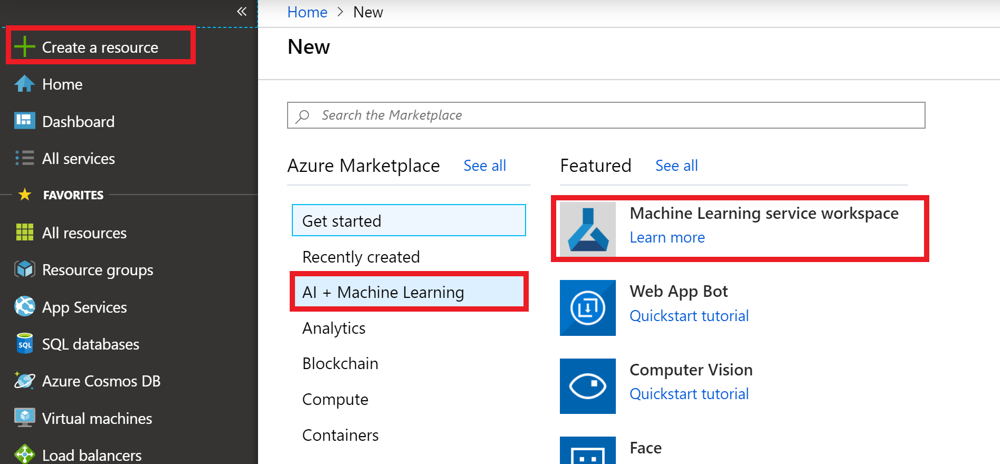 Create a resource
Home
Dashboard
All services
FAVORITES
All resources
Resource groups
App Services
SQL
SQL databases
Azure Cosmos DB
Virtual machines
Load balancers
Home > New
New
Search the Marketplace
Azure Marketplace See all
Get started
Recently created
AI + Machine Learning
Analytics
Blockchain
Compute
Containers
Featured See all
Machine Learning service workspace
Learn more
Web App Bot
Quickstart tutorial
Computer Vision
Quickstart tutorial
Face